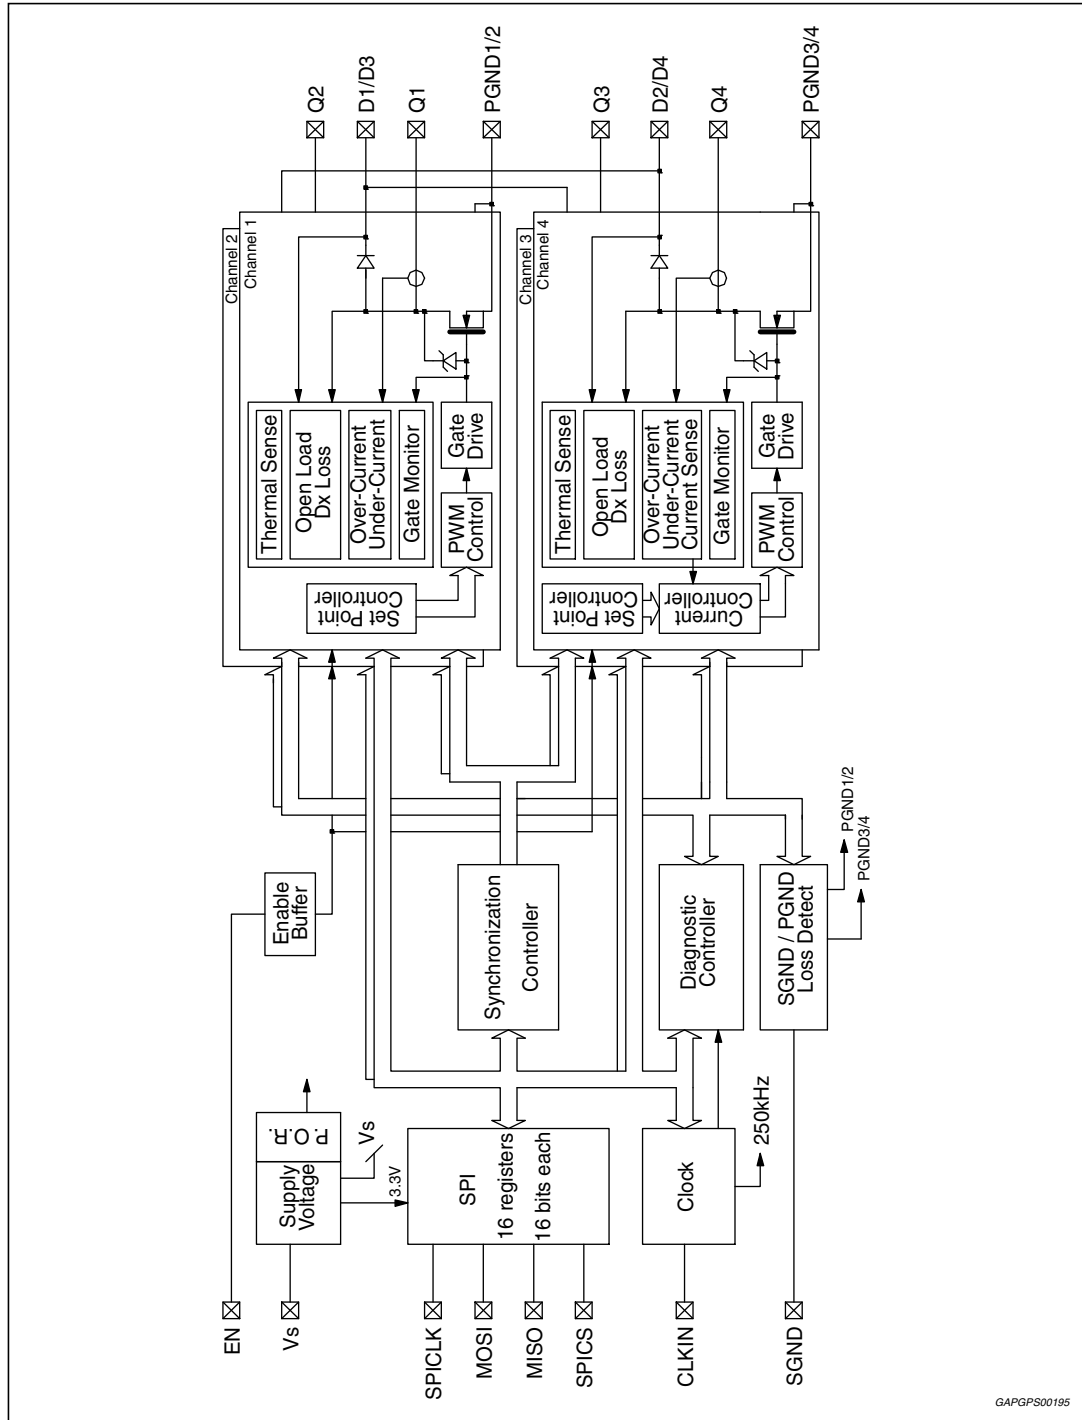 Q2
D1/D3
Q1
PGND1/2
Q3
D2/D4
Q4
PGND3/4
Channel 2
Channel 1
Thermal Sense
Open Load
Dx Loss
Over-Current
Under-Current
Gate Monitor
Gate
Drive
PWM
Control
Set Point
Controller
Channel 3
Channel 4
Thermal Sense
Open Load
Dx Loss
Over-Current
Under-Current
Current Sense
Gate Monitor
Gate
Drive
PWM
Control
Set Point
Controller
Current
Controller
Enable
Buffer
Synchronization
Controller
Diagnostic
Controller
SGND / PGND
Loss Detect
PGND1/2
PGND3/4
P.O.R.
Supply
Voltage
Vs
3.3V
SPI
16 registers
16 bits each
Clock
250kHz
EN
Vs
SPICLK
MOSI
MISO
SPICS
CLKIN
SGND
GAPGPS00195